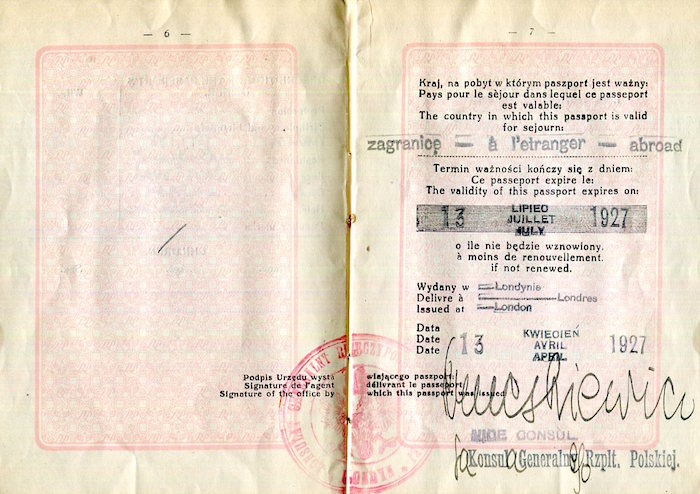 — 6 —
Podpis Urzędu wysta
Signature de l'agent
Signature of the office by
— 7 —
Kraj, na pobyt w którym paszport jest ważny:
Pays pour le sèjour dans lequel ce passeport
est valable:
The country in which this passport is valid
for sejourn:
zagranicę — à l'etranger — abroad
Termin ważności kończy się z dniem:
Ce passeport expire le:
The validity of this passport expires on:
13 LIPIEC 1927
JUILLET
JULY
o ile nie będzie wznowiony.
à moins de renouvellement.
if not renewed.
Wydany w Londynie
Delivre à Londres
Issued at London
Data KWIECIEŃ
Date 13 AVRIL 1927
Date APRIL
wiającego paszport:
délivrant le passeport:
which this passport was issued
VICE CONSUL
Konsul Generalny Rzplt. Polskiej.